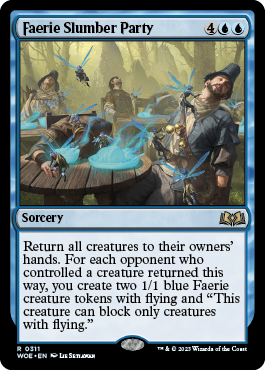 Faerie Slumber Party 4
Sorcery
Return all creatures to their owners'
hands. For each opponent who
controlled a creature returned this
way, you create two 1/1 blue Faerie
creature tokens with flying and “This
creature can block only creatures
with flying.”
R 0311
WOE • EN Lie Setiawan
™ & © 2023 Wizards of the Coast